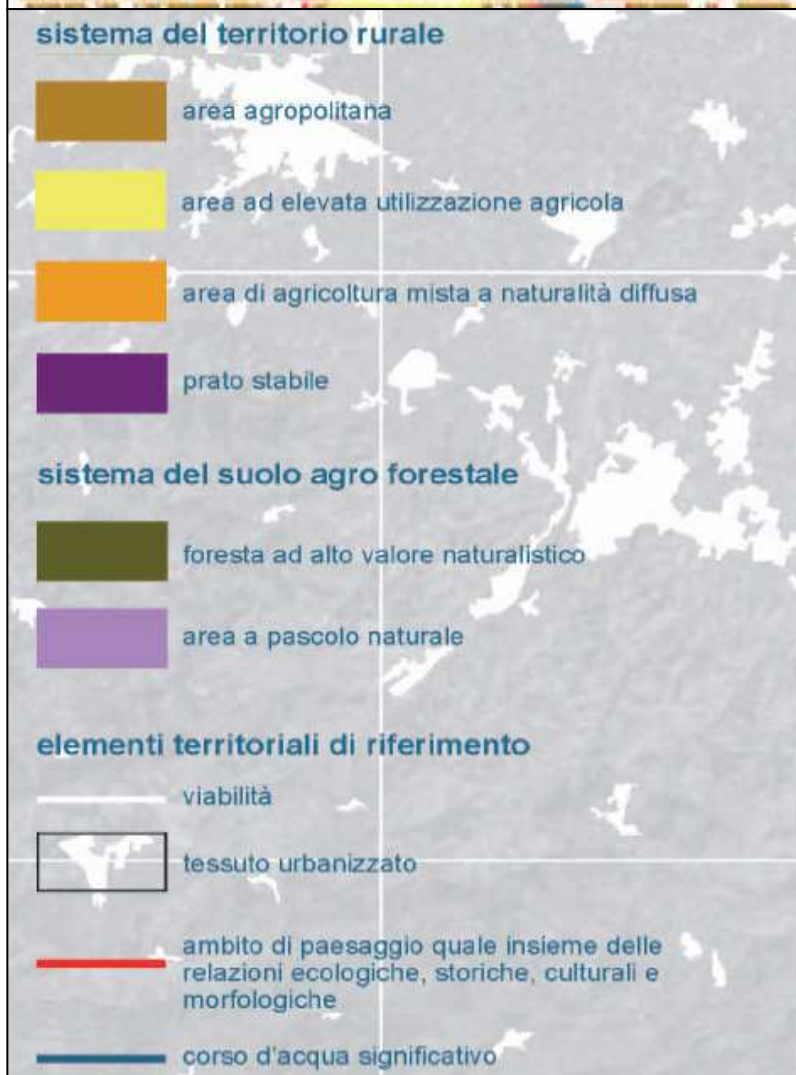 sistema del territorio rurale
area agropolitana
area ad elevata utilizzazione agricola
area di agricoltura mista a naturalità diffusa
prato stabile
sistema del suolo agro forestale
foresta ad alto valore naturalistico
area a pascolo naturale
elementi territoriali di riferimento
viabilità
tessuto urbanizzato
ambito di paesaggio quale insieme delle
relazioni ecologiche, storiche, culturali e
morfologiche
corso d'acqua significativo